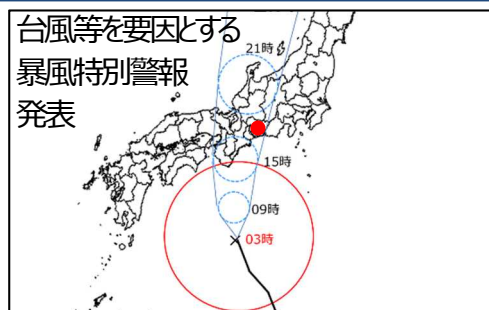 台風等を要因とする
暴風特別警報
発表
21時
15時
09時
03時